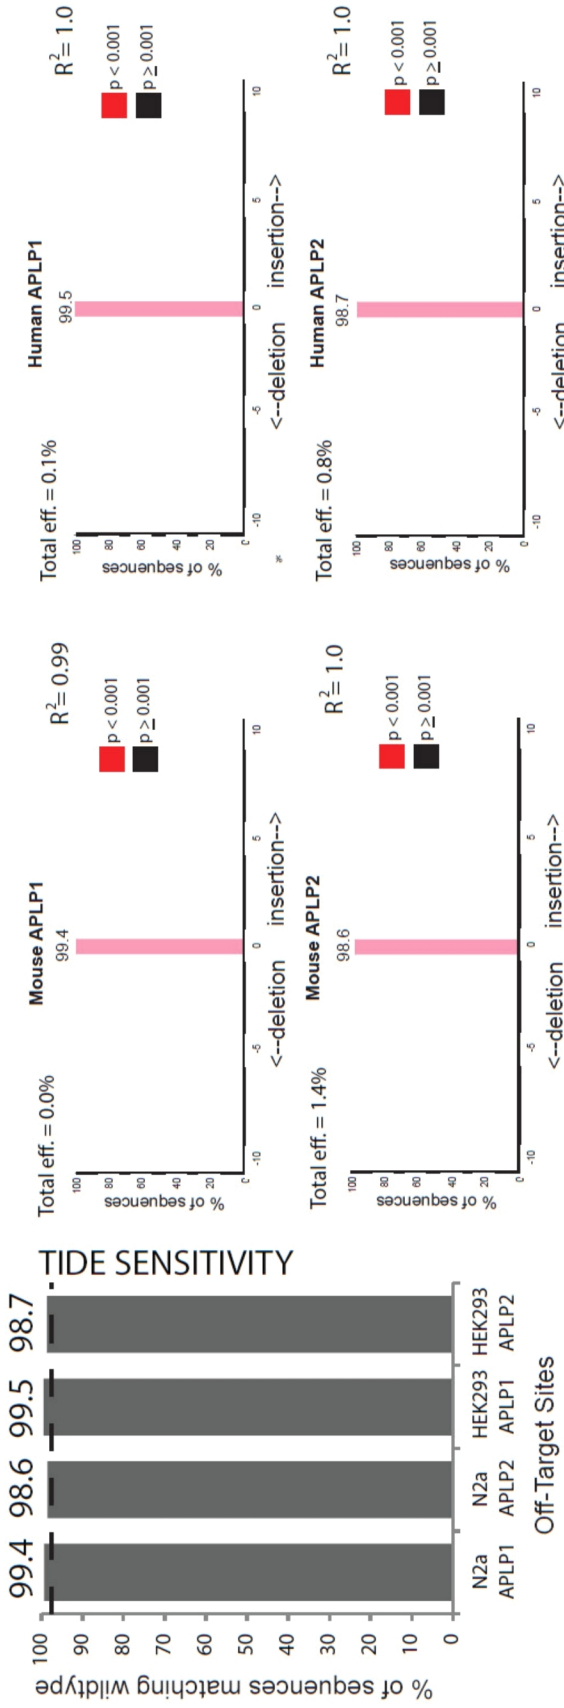 % of sequences matching wildtype
100
90
80
70
60
50
40
30
20
10
0
99.4
98.6
99.5
98.7
TIDE SENSITIVITY
N2a
APLP1
N2a
APLP2
HEK293
APLP1
HEK293
APLP2
Off-Target Sites
Mouse APLP1
Total eff. = 0.0%
R²= 0.99
99.4
p < 0.001
p ≥ 0.001
% of sequences
100
80
60
40
20
0
-10
-5
0
5
10
<--deletion insertion-->
Human APLP1
Total eff. = 0.1%
R²= 1.0
99.5
p < 0.001
p ≥ 0.001
% of sequences
100
80
60
40
20
0
-10
-5
0
5
10
<--deletion insertion-->
Mouse APLP2
Total eff. = 1.4%
R²= 1.0
98.6
p < 0.001
p ≥ 0.001
% of sequences
100
80
60
40
20
0
-10
-5
0
5
10
<--deletion insertion-->
Human APLP2
Total eff. = 0.8%
R²= 1.0
98.7
p < 0.001
p ≥ 0.001
% of sequences
100
80
60
40
20
0
-10
-5
0
5
10
<--deletion insertion-->